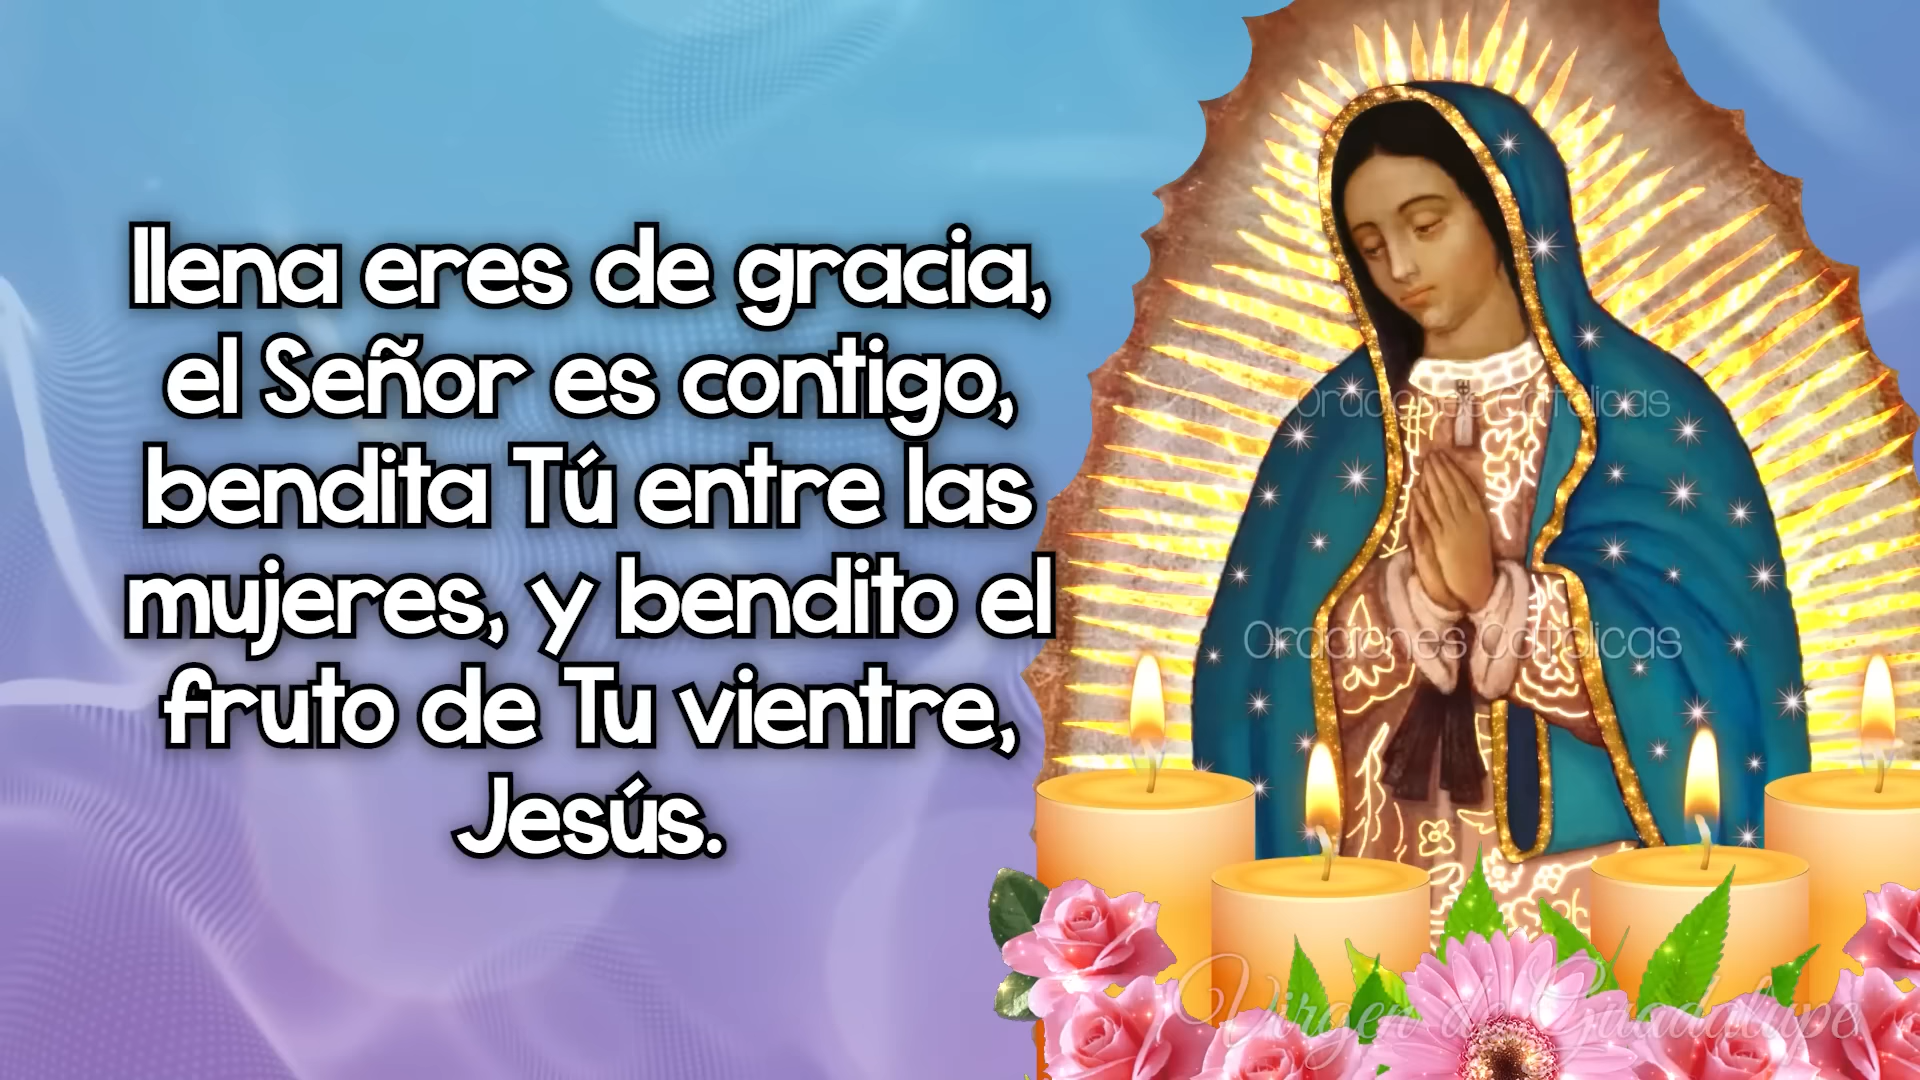 llena eres de gracia,
el Señor es contigo,
bendita Tú entre las
mujeres, y bendito el
fruto de Tu vientre,
Jesús.
Oraciones Católicas
Oraciones Católicas
Virgen de Guadalupe